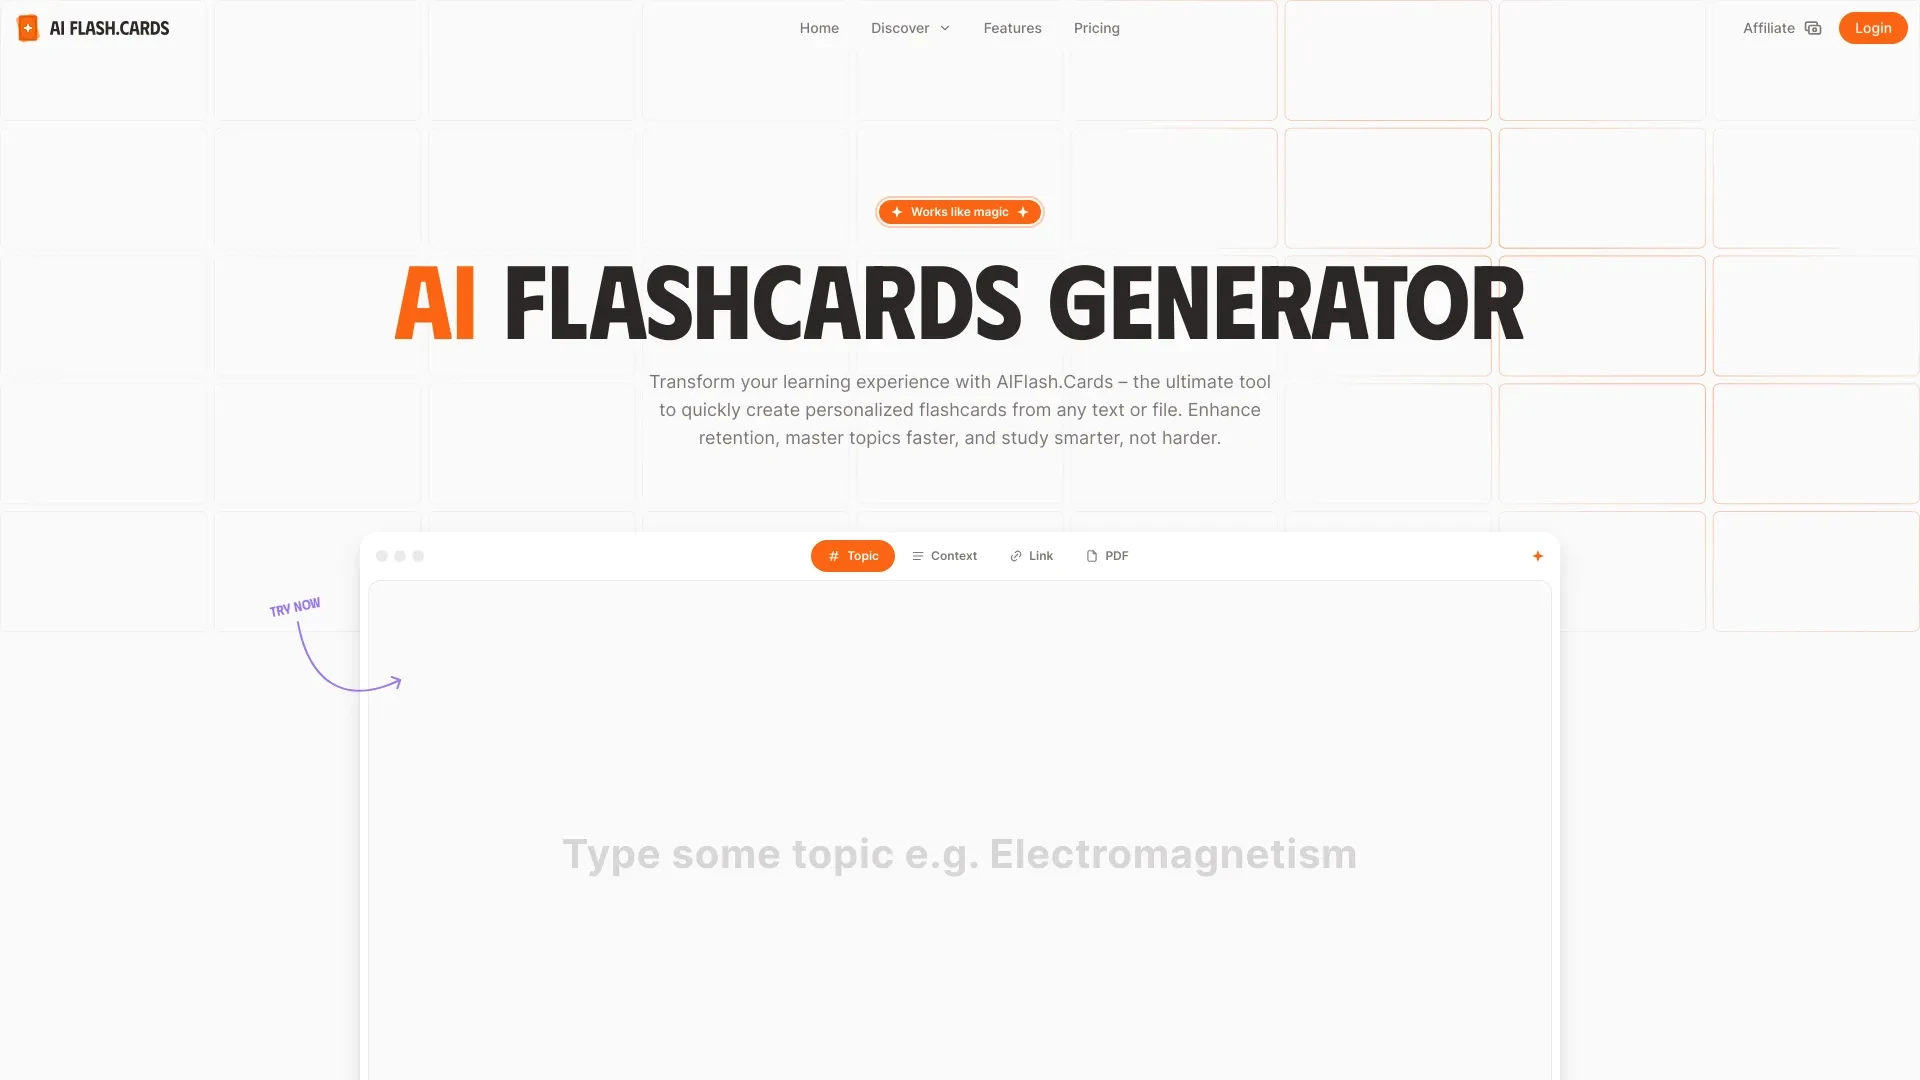 AI FLASH.CARDS
Home
Discover
Features
Pricing
Affiliate
Login
Works like magic
AI FLASHCARDS GENERATOR
Transform your learning experience with AIFlash.Cards – the ultimate tool
to quickly create personalized flashcards from any text or file. Enhance
retention, master topics faster, and study smarter, not harder.
# Topic
Context
Link
PDF
TRY NOW
Type some topic e.g. Electromagnetism